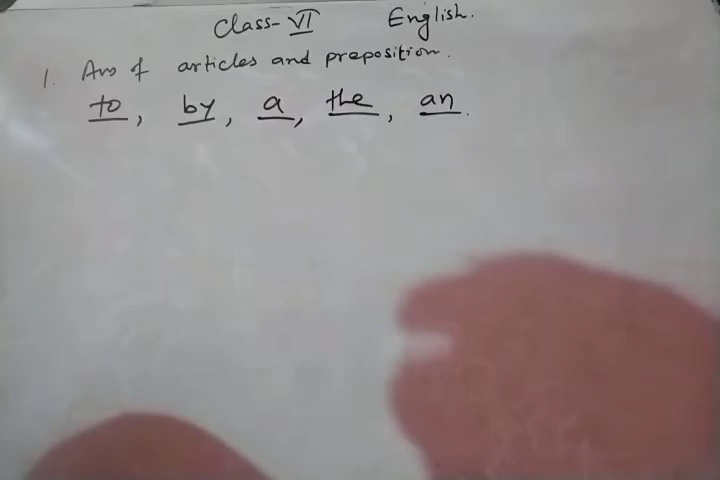 Class-VI English.
1. Ans of articles and preposition.
to, by, a, the, an.